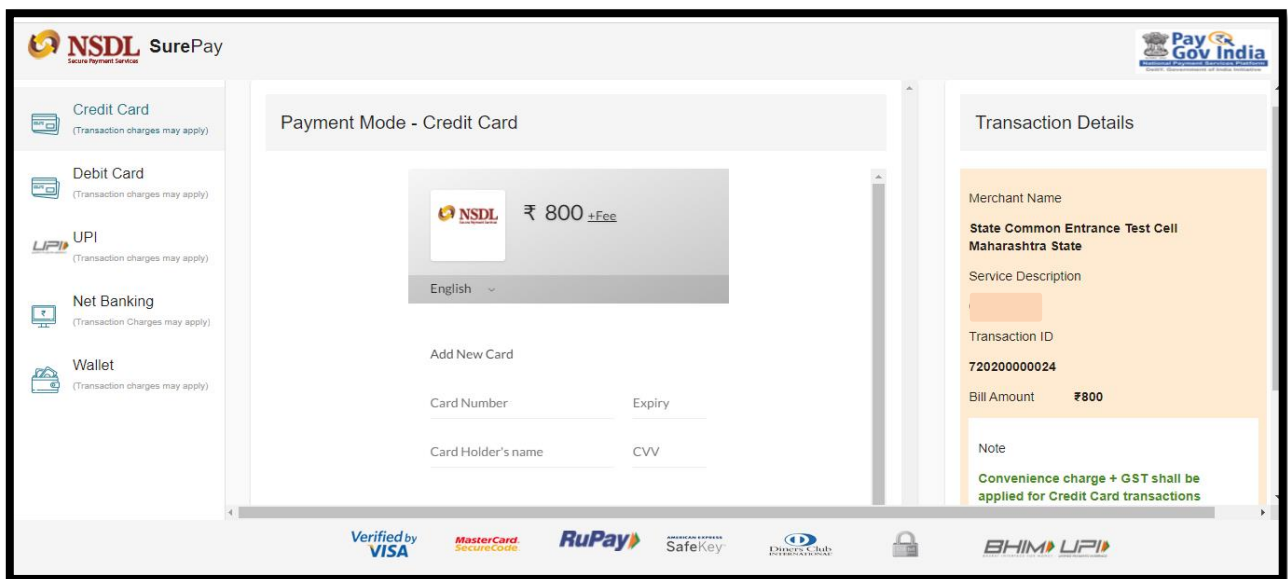 NSDL SurePay
Secure Payment Services
Pay Gov India
National Payment Services Platform
Credit Card
(Transaction charges may apply)
Debit Card
(Transaction charges may apply)
UPI
UPI
(Transaction charges may apply)
Net Banking
(Transaction Charges may apply)
Wallet
(Transaction charges may apply)
Payment Mode - Credit Card
NSDL
₹ 800 +Fee
English
Add New Card
Card Number Expiry
Card Holder's name CVV
Transaction Details
Merchant Name
State Common Entrance Test Cell
Maharashtra State
Service Description
Transaction ID
720200000024
Bill Amount ₹800
Note
Convenience charge + GST shall be
applied for Credit Card transactions
Verified by
VISA
MasterCard.
SecureCode.
RuPay
AMERICAN EXPRESS
SafeKey
Diners Club
INTERNATIONAL
BHIM UPI